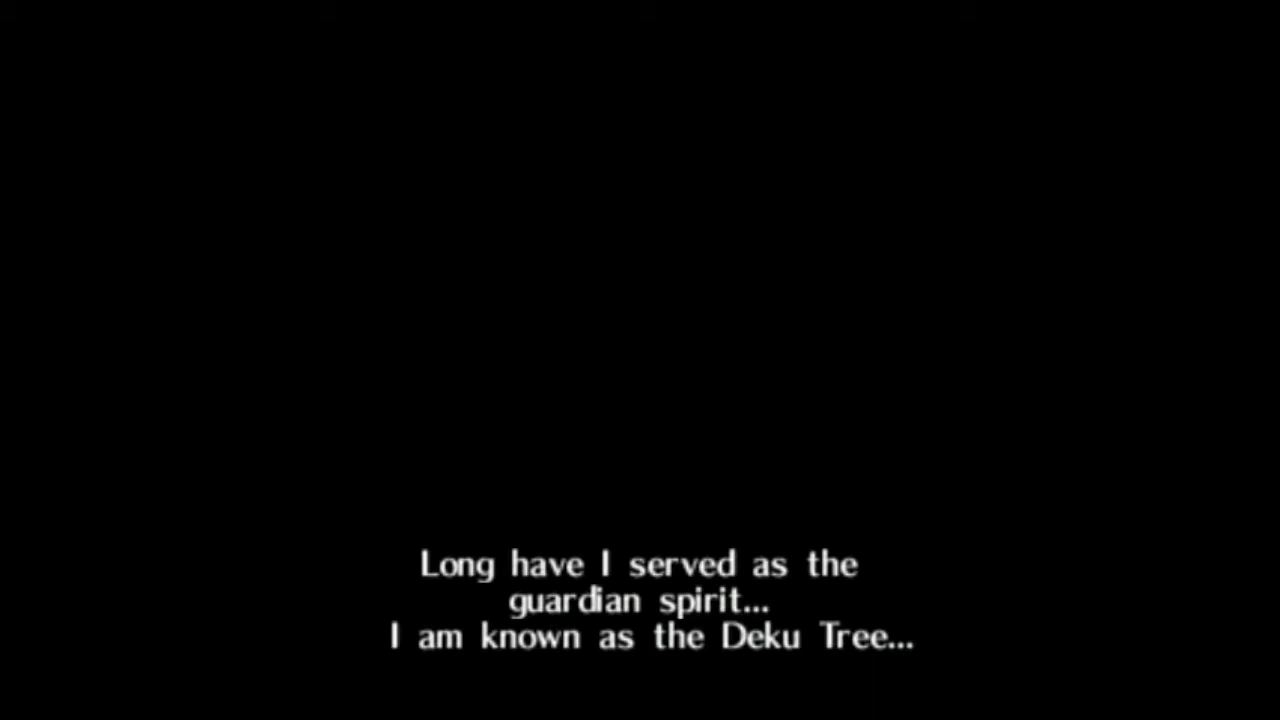 Long have I served as the
guardian spirit...
I am known as the Deku Tree...